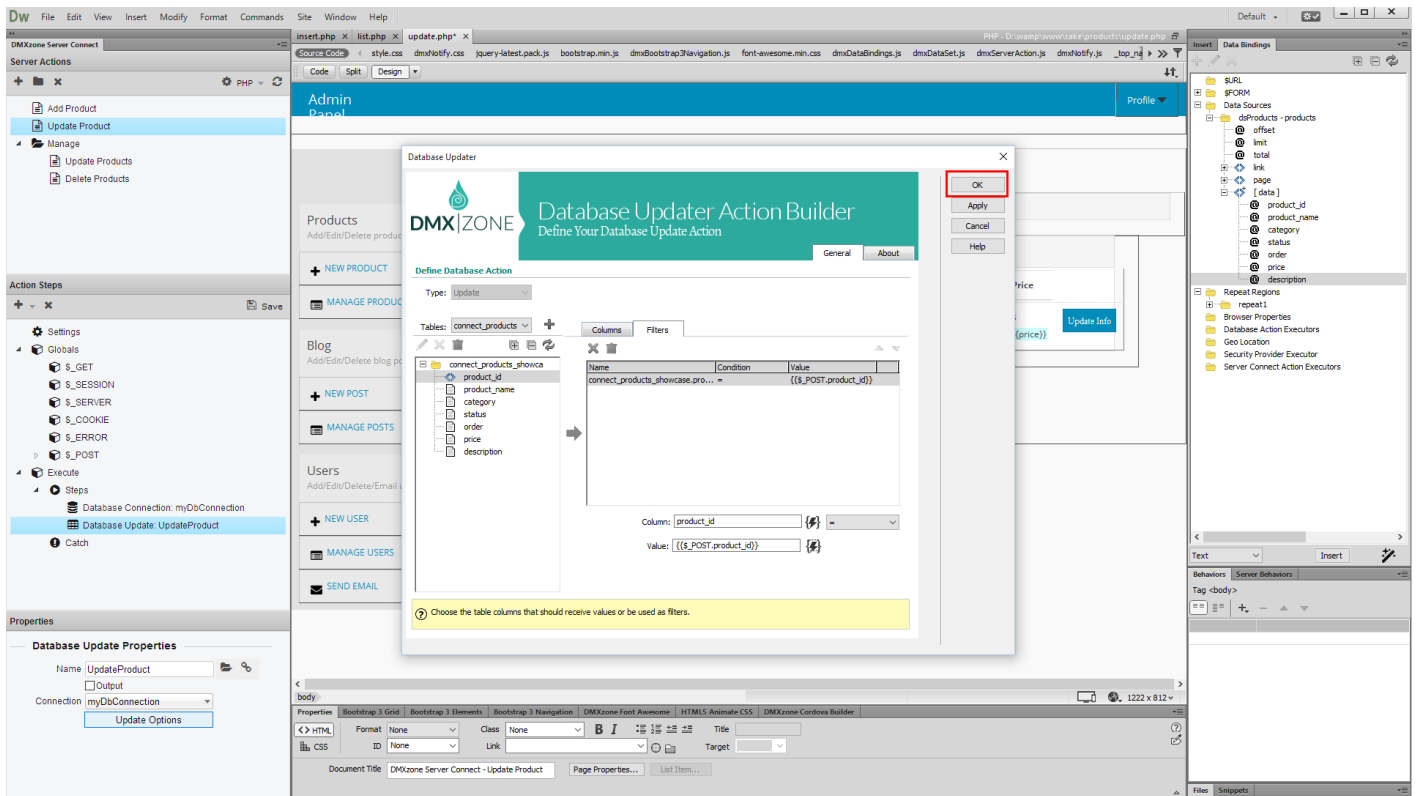 DW File Edit View Insert Modify Format Commands Site Window Help Default
DMXzone Server Connect
Server Actions
PHP
Add Product
Update Product
Manage
Update Products
Delete Products
Action Steps
Save
Settings
Globals
$_GET
$_SESSION
$_SERVER
$_COOKIE
$_ERROR
$_POST
Execute
Steps
Database Connection: myDbConnection
Database Update: UpdateProduct
Catch
Properties
Database Update Properties
Name UpdateProduct
Output
Connection myDbConnection
Update Options
insert.php × list.php × update.php* × PHP - D:\wamp\www\cake\products\update.php
Source Code style.css dmxNotify.css jquery-latest.pack.js bootstrap.min.js dmxBootstrap3Navigation.js font-awesome.min.css dmxDataBindings.js dmxDataSet.js dmxServerAction.js dmxNotify.js _top_na
Code Split Design
Admin
Panel
Profile
Products
Add/Edit/Delete produc
NEW PRODUCT
MANAGE PRODUC
Blog
Add/Edit/Delete blog po
NEW POST
MANAGE POSTS
Users
Add/Edit/Delete/Email u
NEW USER
MANAGE USERS
SEND EMAIL
Price
{price}}
Update Info
Database Updater
DMX|ZONE
Database Updater Action Builder
Define Your Database Update Action
General About
OK
Apply
Cancel
Help
Define Database Action
Type: Update
Tables: connect_products
connect_products_showca
product_id
product_name
category
status
order
price
description
Columns Filters
Name Condition Value
connect_products_showcase.pro... = {{$_POST.product_id}}
Column: product_id =
Value: {{$_POST.product_id}}
Choose the table columns that should receive values or be used as filters.
body 1222 x 812
Properties Bootstrap 3 Grid Bootstrap 3 Elements Bootstrap 3 Navigation DMXzone Font Awesome HTML5 Animate CSS DMXzone Cordova Builder
<> HTML Format None Class None B I Title
CSS ID None Link Target
Document Title DMXzone Server Connect - Update Product Page Properties... List Item...
Insert Data Bindings
$URL
$FORM
Data Sources
dsProducts - products
offset
limit
total
link
page
[ data ]
product_id
product_name
category
status
order
price
description
Repeat Regions
repeat1
Browser Properties
Database Action Executors
Geo Location
Security Provider Executor
Server Connect Action Executors
Text Insert
Behaviors Server Behaviors
Tag <body>
Files Snippets